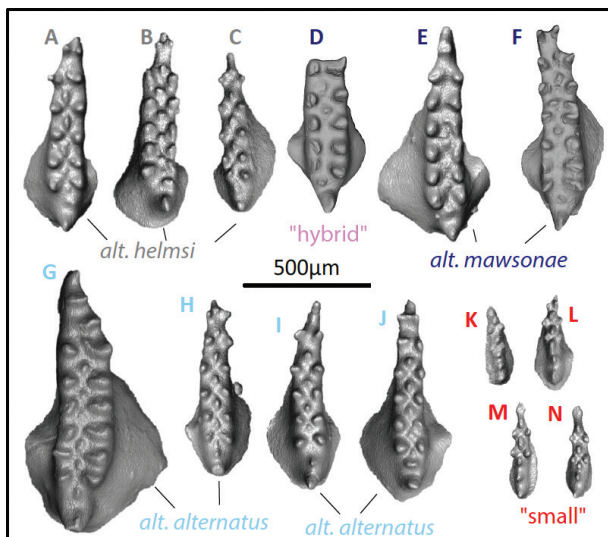 A B C D E F
alt. helmsi "hybrid" alt. mawsonae
500µm
G H I J K L
M N
alt. alternatus alt. alternatus "small"